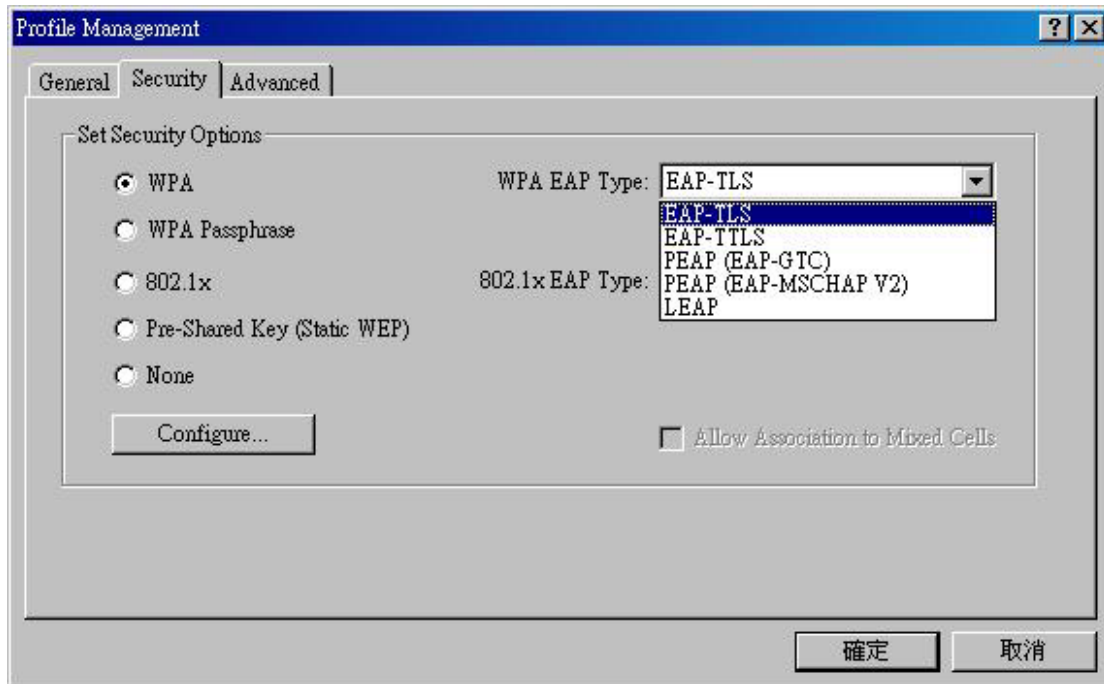 Profile Management
General Security Advanced
Set Security Options
WPA WPA EAP Type: EAP-TLS
EAP-TLS
WPA Passphrase EAP-TTLS
PEAP (EAP-GTC)
802.1x 802.1x EAP Type: PEAP (EAP-MSCHAP V2)
LEAP
Pre-Shared Key (Static WEP)
None
Configure... Allow Association to Mixed Cells
確定 取消